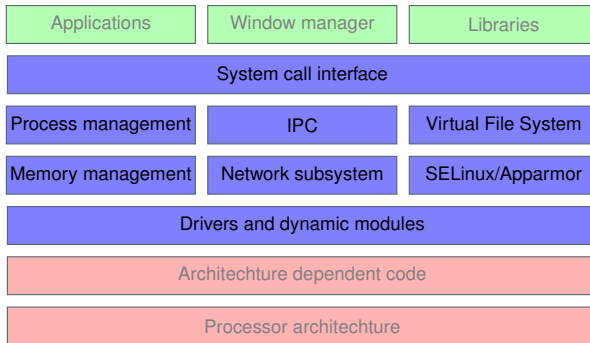 Applications Window manager Libraries
System call interface
Process management IPC Virtual File System
Memory management Network subsystem SELinux/Apparmor
Drivers and dynamic modules
Architechture dependent code
Processor architechture